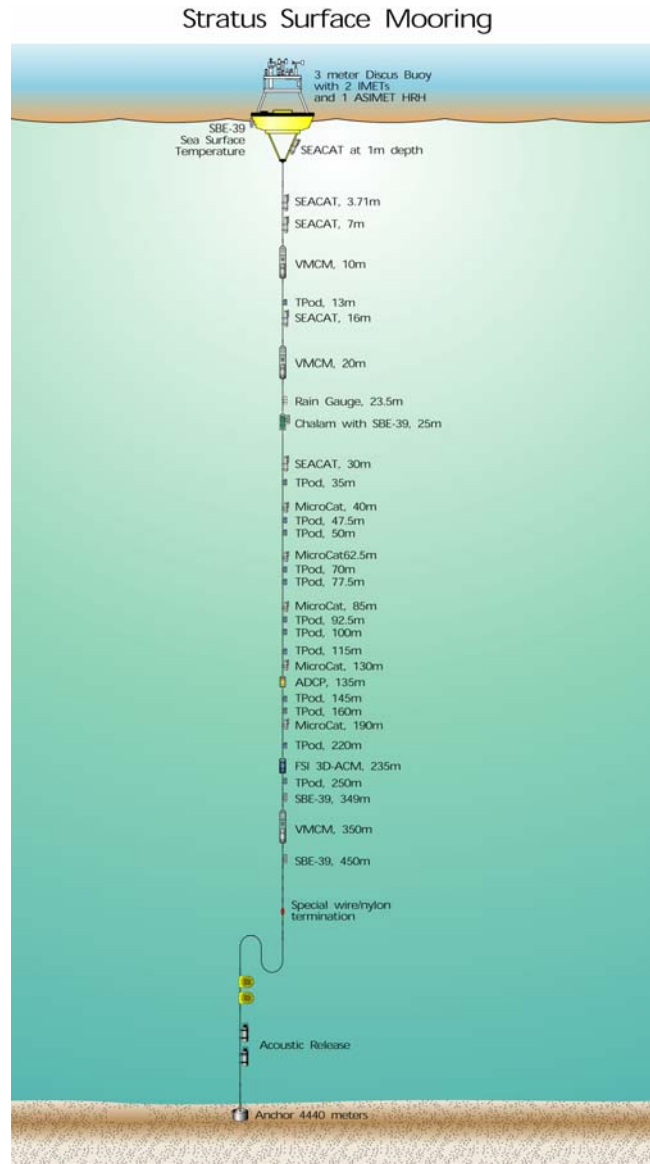 Stratus Surface Mooring
3 meter Discus Buoy
with 2 IMETs
and 1 ASIMET HRH
SBE-39
Sea Surface
Temperature
SEACAT at 1m depth
SEACAT, 3.71m
SEACAT, 7m
VMCM, 10m
TPod, 13m
SEACAT, 16m
VMCM, 20m
Rain Gauge, 23.5m
Chalam with SBE-39, 25m
SEACAT, 30m
TPod, 35m
MicroCat, 40m
TPod, 47.5m
TPod, 50m
MicroCat62.5m
TPod, 70m
TPod, 77.5m
MicroCat, 85m
TPod, 92.5m
TPod, 100m
TPod, 115m
MicroCat, 130m
ADCP, 135m
TPod, 145m
TPod, 160m
MicroCat, 190m
TPod, 220m
FSI 3D-ACM, 235m
TPod, 250m
SBE-39, 349m
VMCM, 350m
SBE-39, 450m
Special wire/nylon
termination
Acoustic Release
Anchor 4440 meters